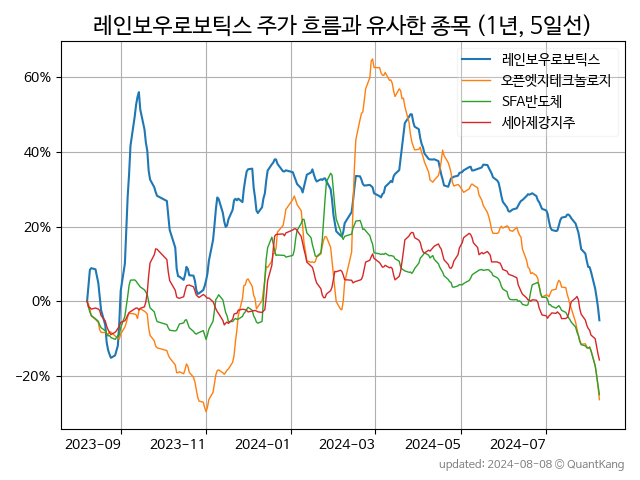 레인보우로보틱스 주가 흐름과 유사한 종목 (1년, 5일선)
레인보우로보틱스
오픈엣지테크놀로지
SFA반도체
세아제강지주
60%
40%
20%
0%
−20%
2023-09
2023-11
2024-01
2024-03
2024-05
2024-07
updated: 2024-08-08 © QuantKang